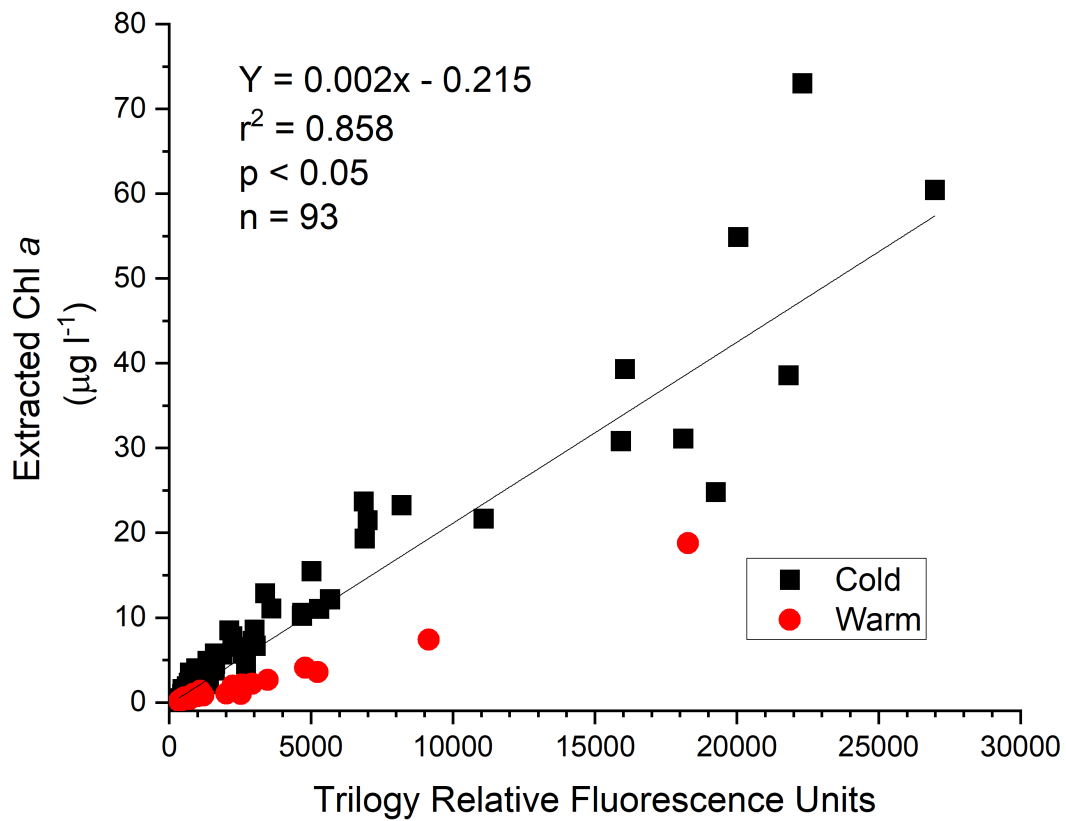 Y = 0.002x - 0.215
r² = 0.858
p < 0.05
n = 93
Extracted Chl a
(μg l⁻¹)
80
70
60
50
40
30
20
10
0
Cold
Warm
0 5000 10000 15000 20000 25000 30000
Trilogy Relative Fluorescence Units